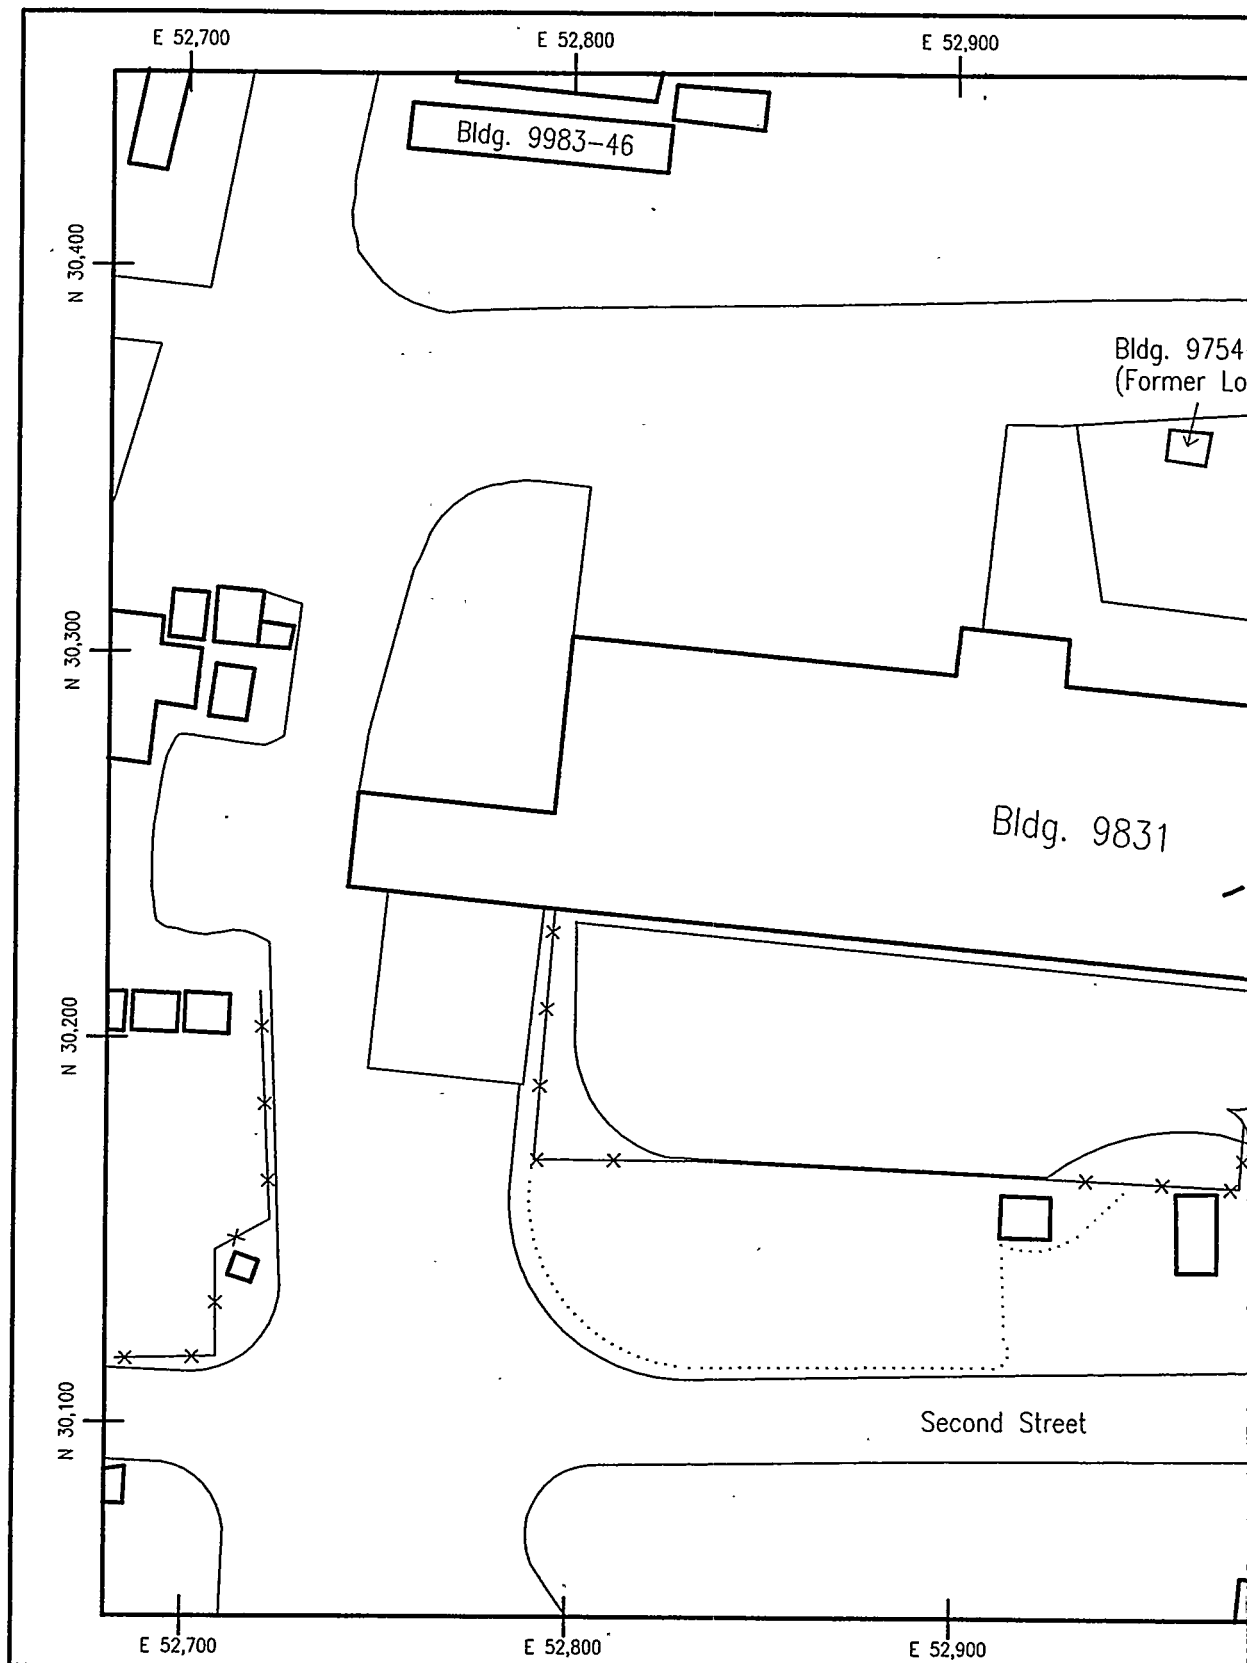 E 52,700
E 52,800
E 52,900
Bldg. 9983-46
N 30,400
Bldg. 9754
(Former Lo
N 30,300
Bldg. 9831
N 30,200
N 30,100
Second Street
E 52,700
E 52,800
E 52,900